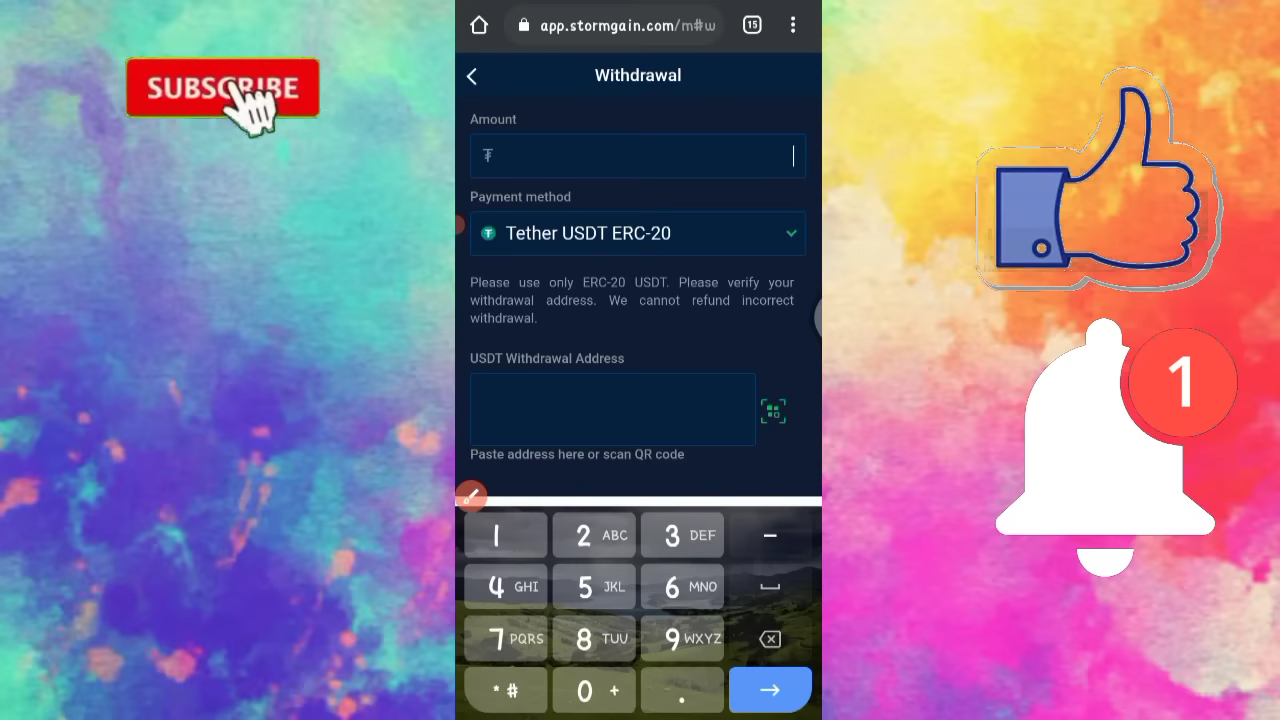 SUBSCRIBE
app.stormgain.com/m#w
15
Withdrawal
Amount
₮
Payment method
Tether USDT ERC-20
Please use only ERC-20 USDT. Please verify your
withdrawal address. We cannot refund incorrect
withdrawal.
USDT Withdrawal Address
Paste address here or scan QR code
1
1 2 ABC 3 DEF -
4 GHI 5 JKL 6 MNO
7 PQRS 8 TUV 9 WXYZ
* # 0 + .